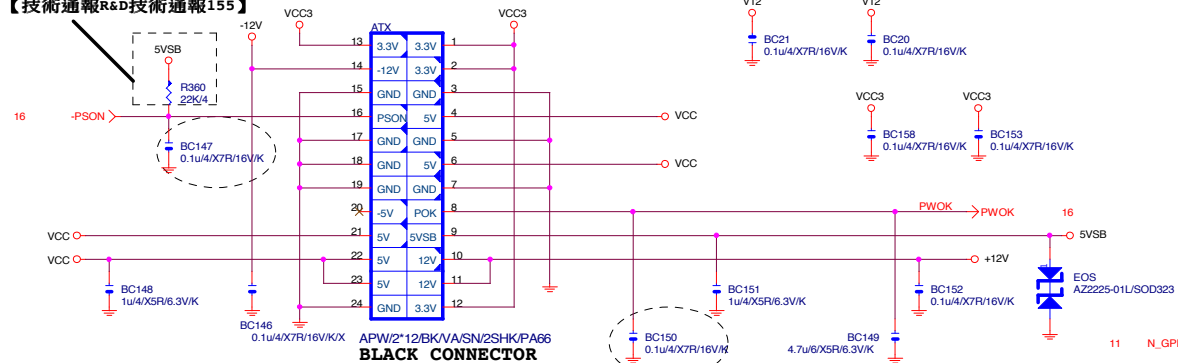 【技術通報R&D技術通報155】
5VSB
R360
22K/4
16
-PSON
BC147
0.1u/4/X7R/16V/K
-12V
VCC3
VCC3
ATX
13 3.3V 3.3V 1
14 -12V 3.3V 2
15 GND GND 3
16 PSON 5V 4
17 GND GND 5
18 GND 5V 6
19 GND GND 7
20 -5V POK 8
21 5V 5VSB 9
22 5V 12V 10
23 5V 12V 11
24 GND 3.3V 12
APW/2*12/BK/VA/SN/2SHK/PA66
BLACK CONNECTOR
VCC
VCC
VCC
VCC
BC148
1u/4/X5R/6.3V/K
BC146
0.1u/4/X7R/16V/K/X
V12
V12
BC21
0.1u/4/X7R/16V/K
BC20
0.1u/4/X7R/16V/K
VCC3
VCC3
BC158
0.1u/4/X7R/16V/K
BC153
0.1u/4/X7R/16V/K
PWOK
PWOK
16
5VSB
+12V
BC151
1u/4/X5R/6.3V/K
BC152
0.1u/4/X7R/16V/K
EOS
AZ2225-01L/SOD323
BC150
0.1u/4/X7R/16V/K
BC149
4.7u/6/X5R/6.3V/K
11